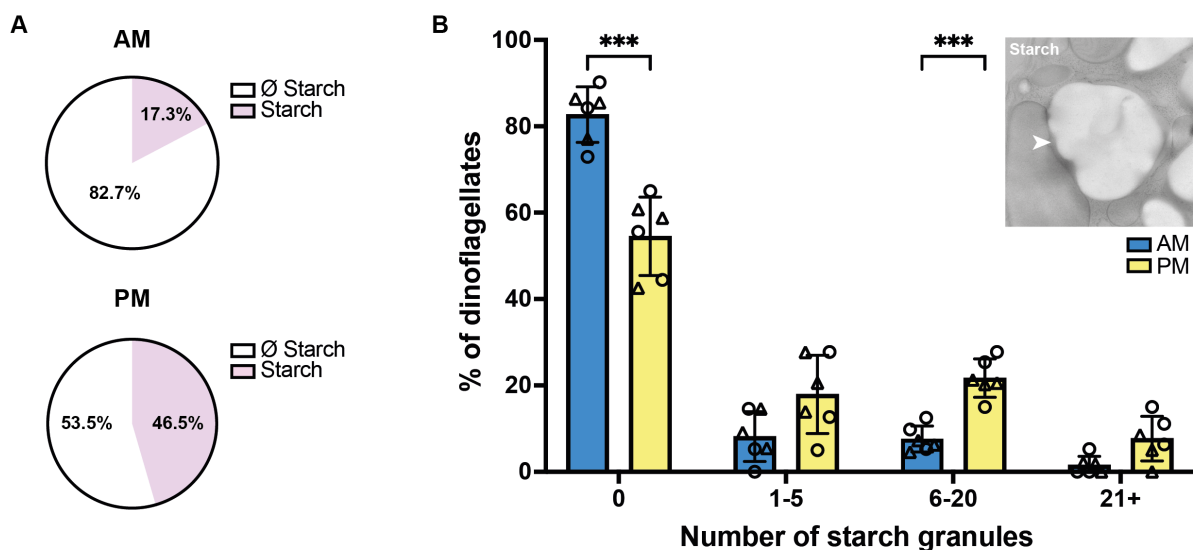 A
AM
Ø Starch
Starch
17.3%
82.7%
PM
Ø Starch
Starch
53.5%
46.5%
B
% of dinoflagellates
100
80
60
40
20
0
***
***
Starch
AM
PM
0
1-5
6-20
21+
Number of starch granules